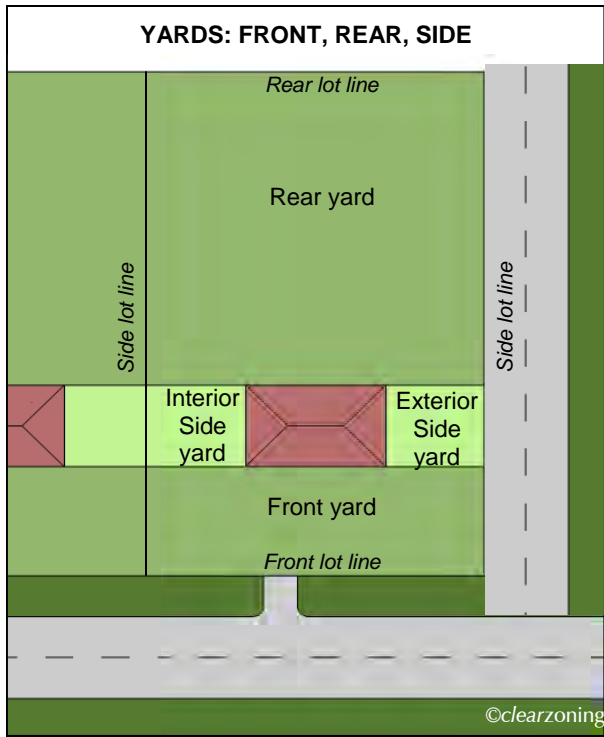 YARDS: FRONT, REAR, SIDE
Rear lot line
Rear yard
Side lot line
Side lot line
Interior
Side
yard
Exterior
Side
yard
Front yard
Front lot line
©clearzoning